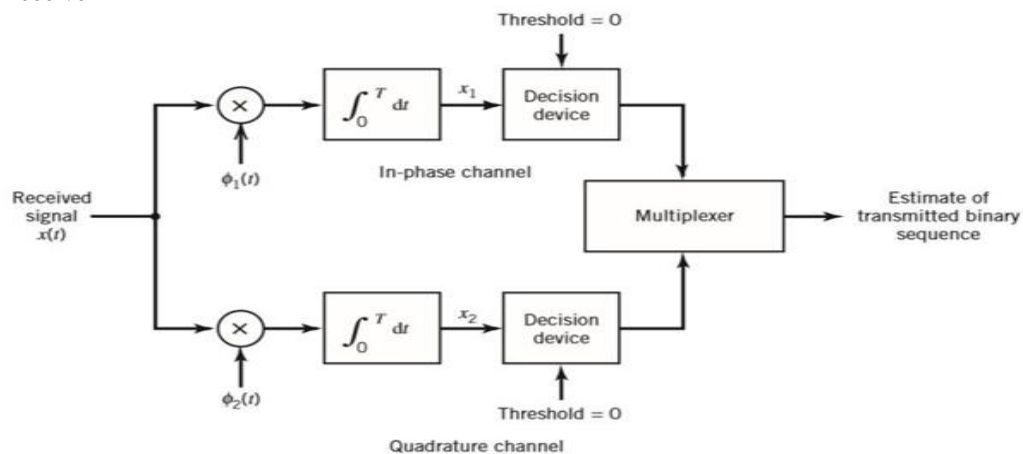 Threshold = 0
∫₀ᵀ dt
x₁
Decision
device
ϕ₁(t)
In-phase channel
Received
signal
x(t)
Multiplexer
Estimate of
transmitted binary
sequence
∫₀ᵀ dt
x₂
Decision
device
ϕ₂(t)
Threshold = 0
Quadrature channel